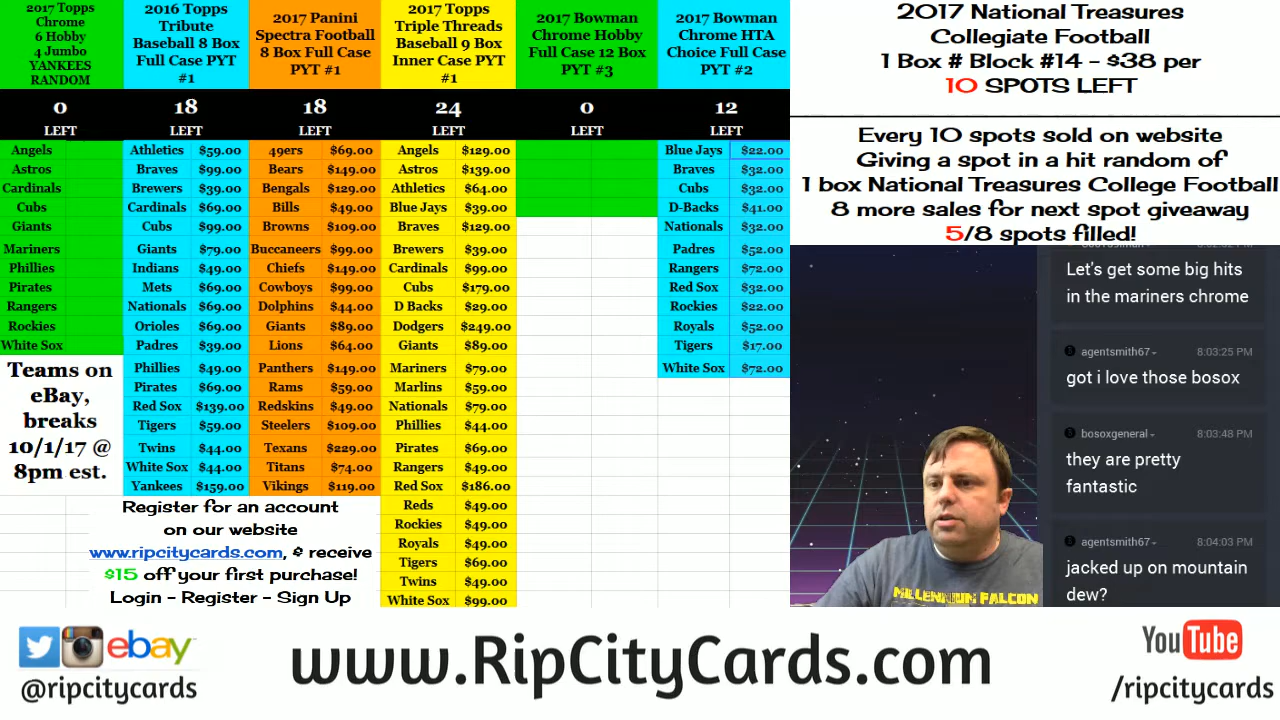 2017 Topps
Chrome
6 Hobby
4 Jumbo
YANKEES
RANDOM
0
LEFT
Angels
Astros
Cardinals
Cubs
Giants
Mariners
Phillies
Pirates
Rangers
Rockies
White Sox
Teams on
eBay,
breaks
10/1/17 @
8pm est.
2016 Topps
Tribute
Baseball 8 Box
Full Case PYT
#1
18
LEFT
Athletics $59.00
Braves $99.00
Brewers $39.00
Cardinals $69.00
Cubs $99.00
Giants $79.00
Indians $49.00
Mets $69.00
Nationals $69.00
Orioles $69.00
Padres $39.00
Phillies $49.00
Pirates $69.00
Red Sox $139.00
Tigers $59.00
Twins $44.00
White Sox $44.00
Yankees $159.00
2017 Panini
Spectra Football
8 Box Full Case
PYT #1
18
LEFT
49ers $69.00
Bears $149.00
Bengals $129.00
Bills $49.00
Browns $109.00
Buccaneers $99.00
Chiefs $149.00
Cowboys $99.00
Dolphins $44.00
Giants $89.00
Lions $64.00
Panthers $149.00
Rams $59.00
Redskins $49.00
Steelers $109.00
Texans $229.00
Titans $74.00
Vikings $119.00
Register for an account
on our website
www.ripcitycards.com, & receive
$15 off your first purchase!
Login - Register - Sign Up
2017 Topps
Triple Threads
Baseball 9 Box
Inner Case PYT
#1
24
LEFT
Angels $129.00
Astros $139.00
Athletics $64.00
Blue Jays $39.00
Braves $129.00
Brewers $39.00
Cardinals $99.00
Cubs $179.00
D Backs $29.00
Dodgers $249.00
Giants $89.00
Mariners $79.00
Marlins $59.00
Nationals $79.00
Phillies $44.00
Pirates $69.00
Rangers $49.00
Red Sox $186.00
Reds $49.00
Rockies $49.00
Royals $49.00
Tigers $69.00
Twins $49.00
White Sox $99.00
2017 Bowman
Chrome Hobby
Full Case 12 Box
PYT #3
0
LEFT
2017 Bowman
Chrome HTA
Choice Full Case
PYT #2
12
LEFT
Blue Jays $22.00
Braves $32.00
Cubs $32.00
D-Backs $41.00
Nationals $32.00
Padres $52.00
Rangers $72.00
Red Sox $32.00
Rockies $22.00
Royals $52.00
Tigers $17.00
White Sox $72.00
2017 National Treasures
Collegiate Football
1 Box # Block #14 - $38 per
10 SPOTS LEFT
Every 10 spots sold on website
Giving a spot in a hit random of
1 box National Treasures College Football
8 more sales for next spot giveaway
5/8 spots filled!
Let's get some big hits
in the mariners chrome
agentsmith67 8:03:25 PM
got i love those bosox
bosoxgeneral 8:03:48 PM
they are pretty
fantastic
agentsmith67 8:04:03 PM
jacked up on mountain
dew?
MILLENNIUM FALCON
ebay
@ripcitycards
www.RipCityCards.com
YouTube
/ripcitycards